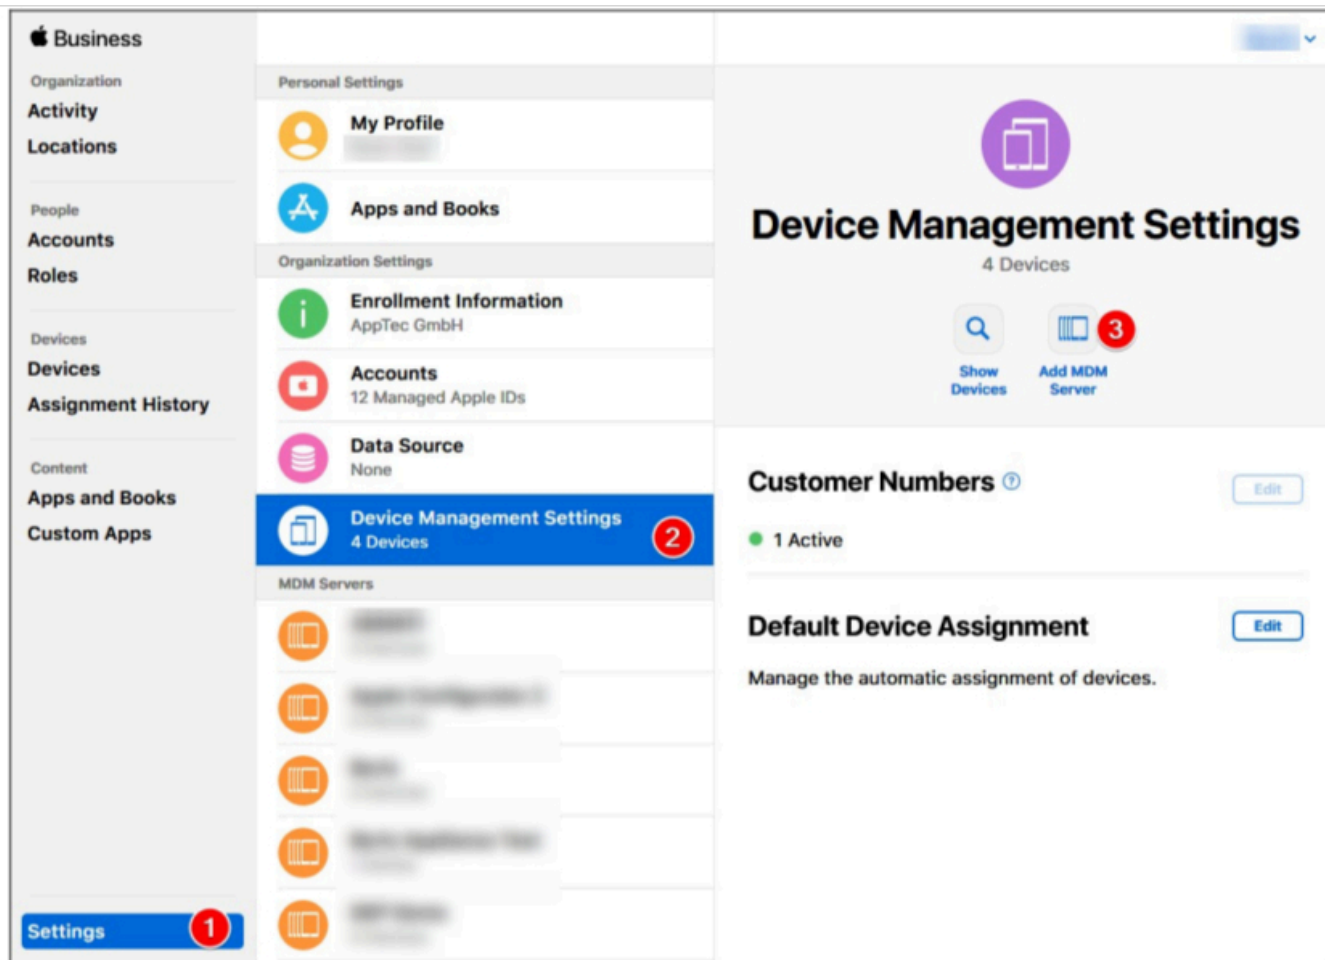 Business
Organization
Activity
Locations
People
Accounts
Roles
Devices
Devices
Assignment History
Content
Apps and Books
Custom Apps
Settings
1
Personal Settings
My Profile
Apps and Books
Organization Settings
Enrollment Information
AppTec GmbH
Accounts
12 Managed Apple IDs
Data Source
None
Device Management Settings
4 Devices
2
MDM Servers
Device Management Settings
4 Devices
3
Show
Devices
Add MDM
Server
Customer Numbers ?
Edit
1 Active
Default Device Assignment
Edit
Manage the automatic assignment of devices.